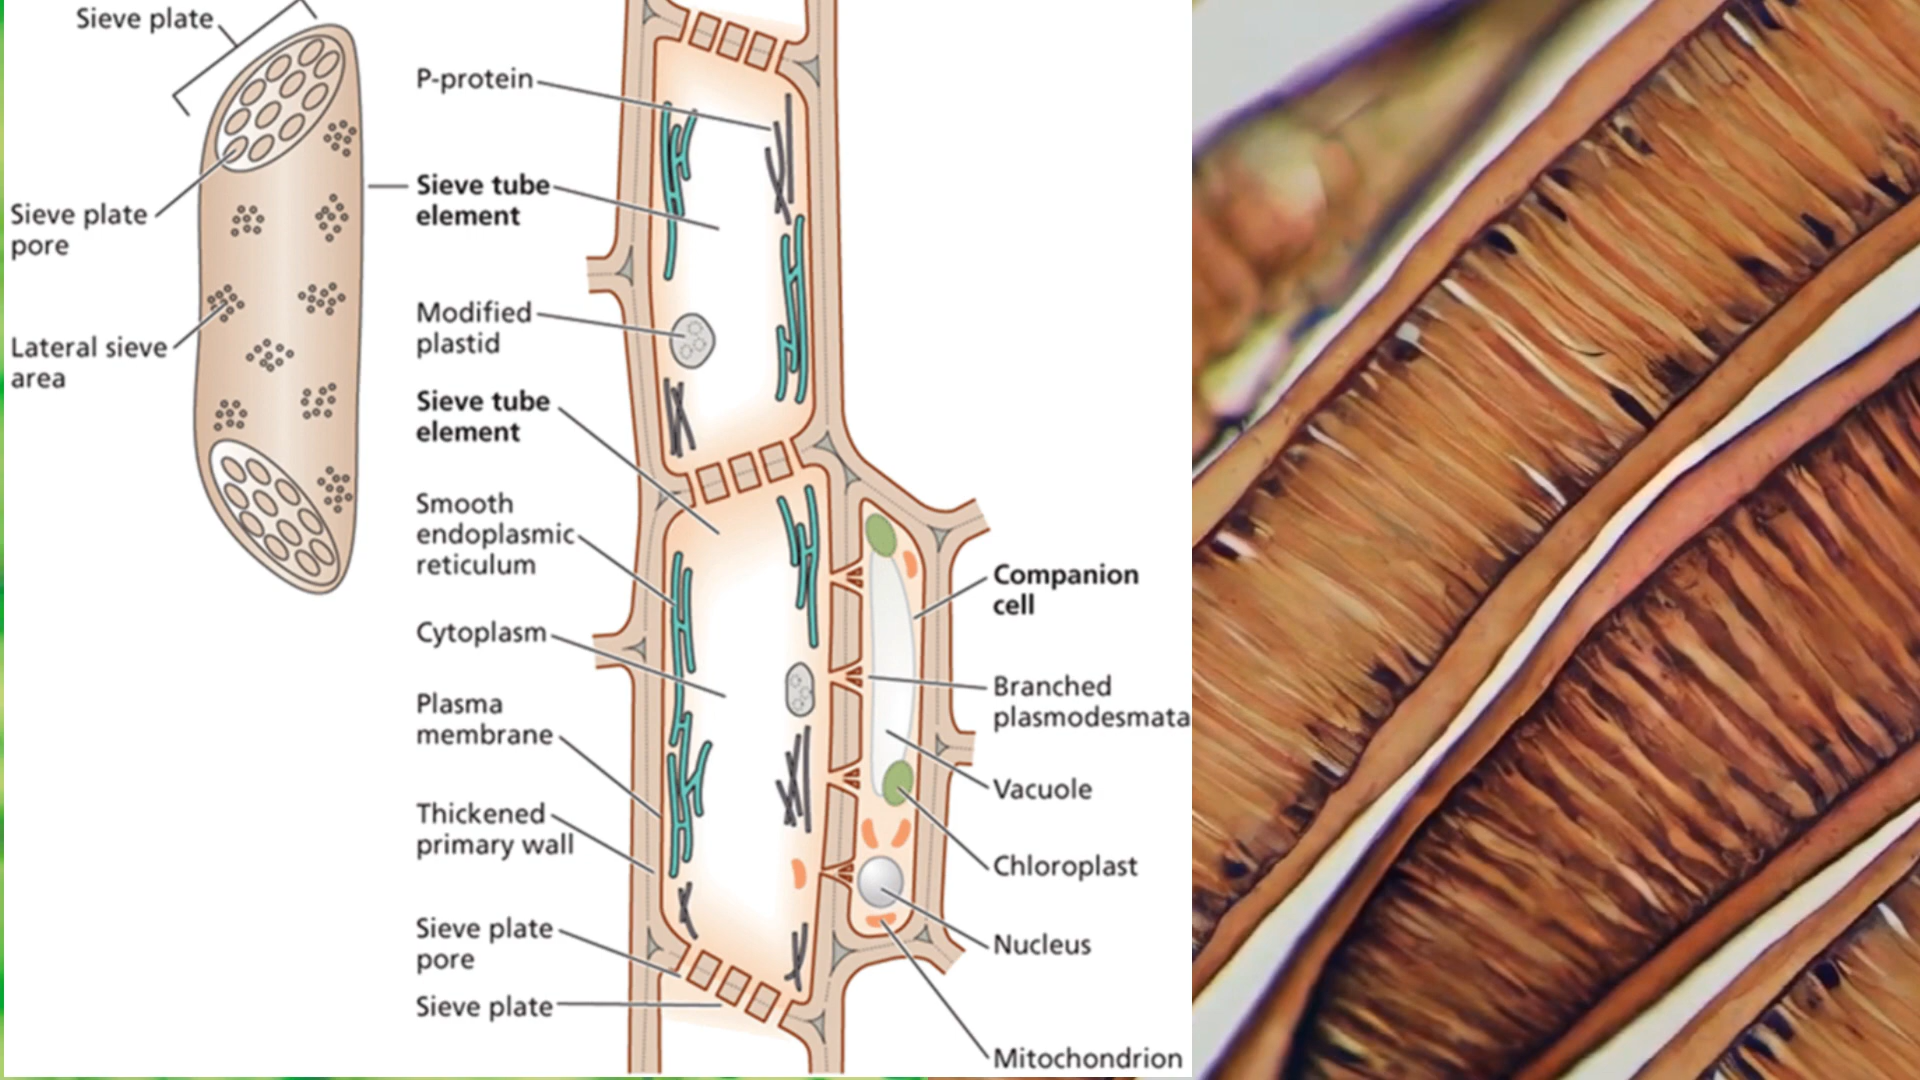 Sieve plate
Sieve plate
pore
Lateral sieve
area
P-protein
Sieve tube
element
Modified
plastid
Sieve tube
element
Smooth
endoplasmic
reticulum
Cytoplasm
Plasma
membrane
Thickened
primary wall
Sieve plate
pore
Sieve plate
Companion
cell
Branched
plasmodesmata
Vacuole
Chloroplast
Nucleus
Mitochondrion